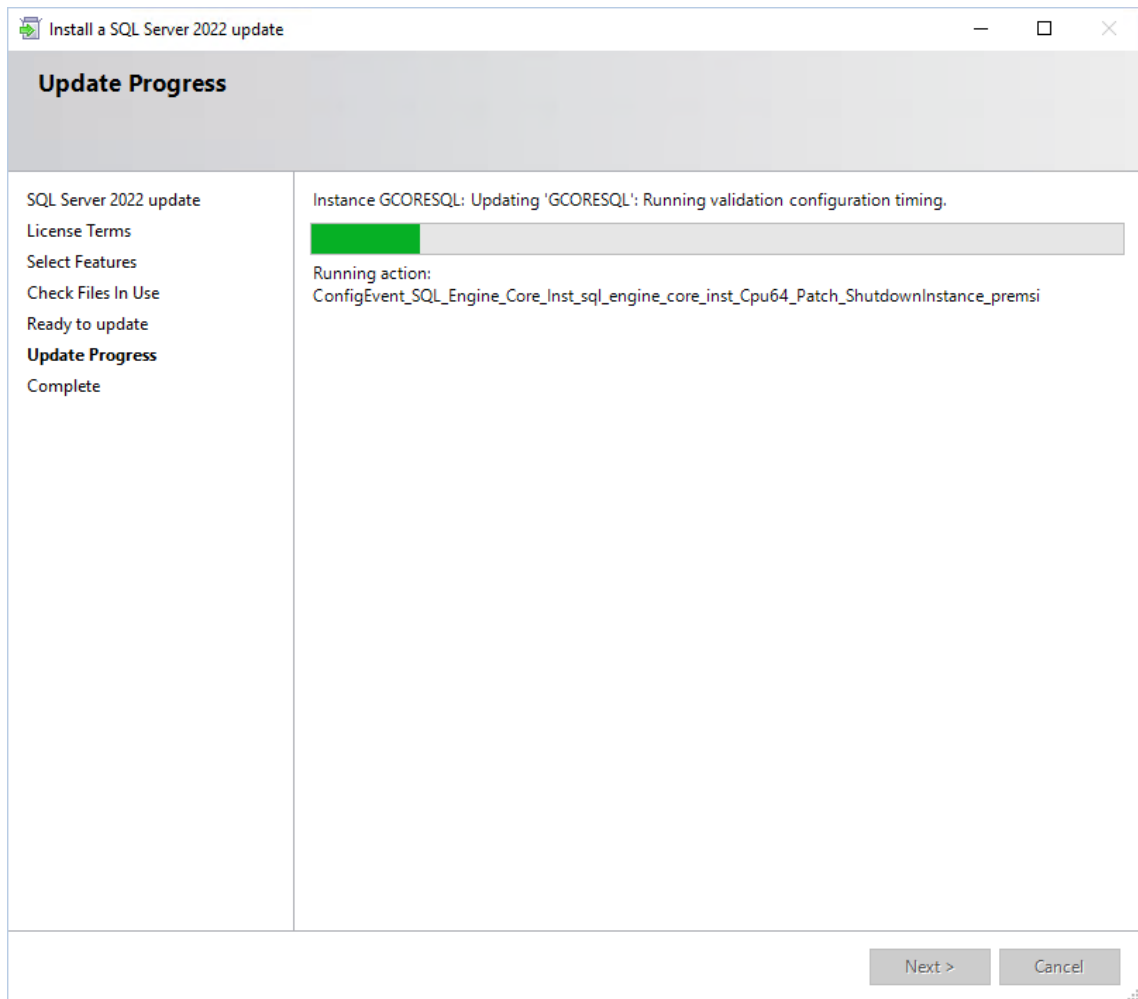 Install a SQL Server 2022 update
Update Progress
SQL Server 2022 update
License Terms
Select Features
Check Files In Use
Ready to update
Update Progress
Complete
Instance GCORESQL: Updating 'GCORESQL': Running validation configuration timing.
Running action:
ConfigEvent_SQL_Engine_Core_Inst_sql_engine_core_inst_Cpu64_Patch_ShutdownInstance_premsi
Next >
Cancel